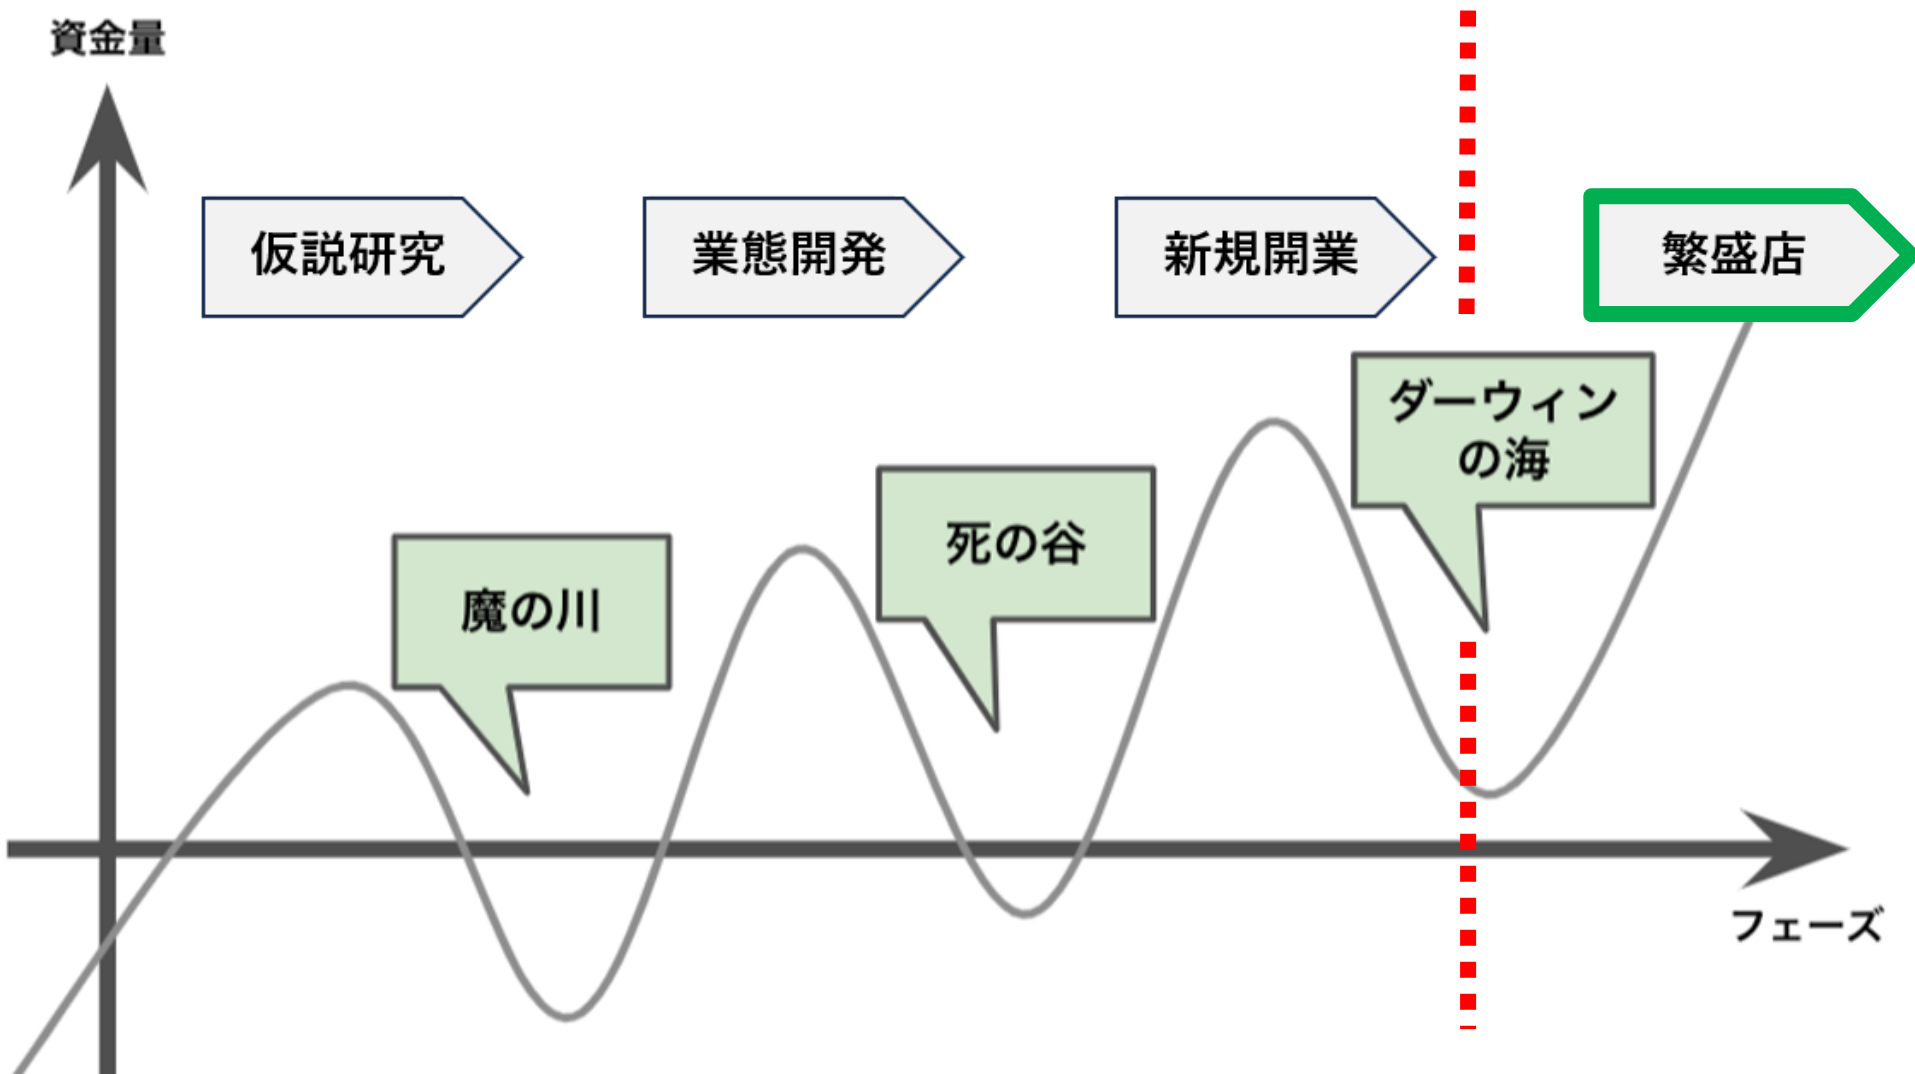 資金量
仮説研究
業態開発
新規開業
繁盛店
ダーウィン
の海
死の谷
魔の川
フェーズ